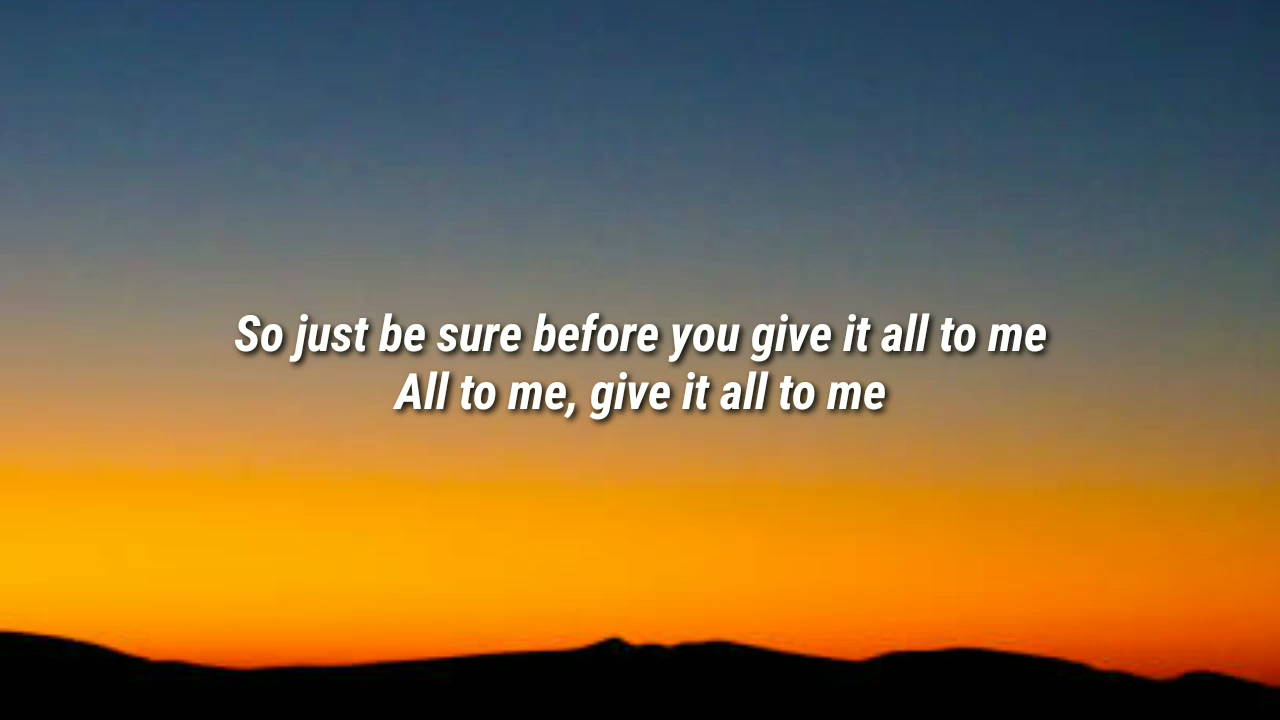 So just be sure before you give it all to me
All to me, give it all to me